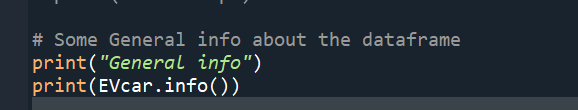 # Some General info about the dataframe
print("General info")
print(EVcar.info())